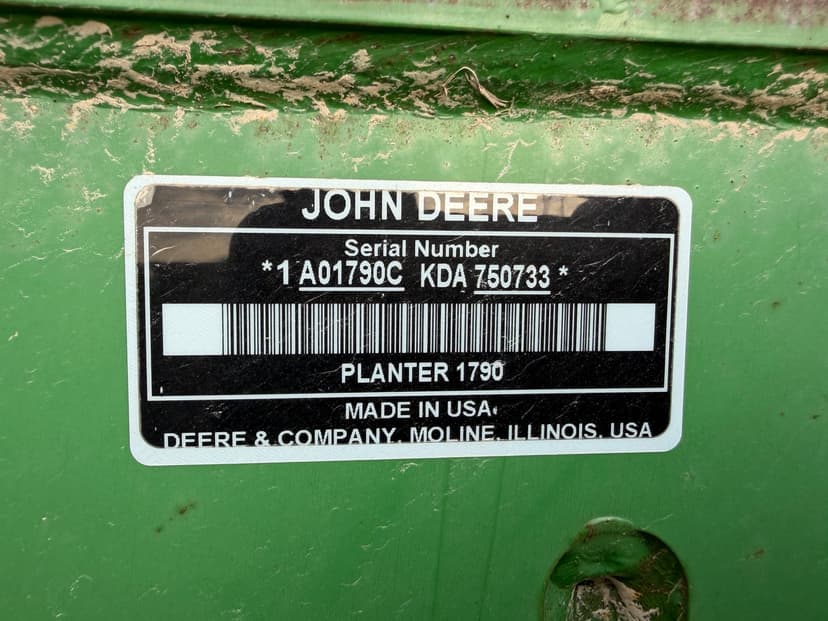 JOHN DEERE
Serial Number
*1 A01790C KDA 750733 *
PLANTER 1790
MADE IN USA
DEERE & COMPANY, MOLINE, ILLINOIS, USA